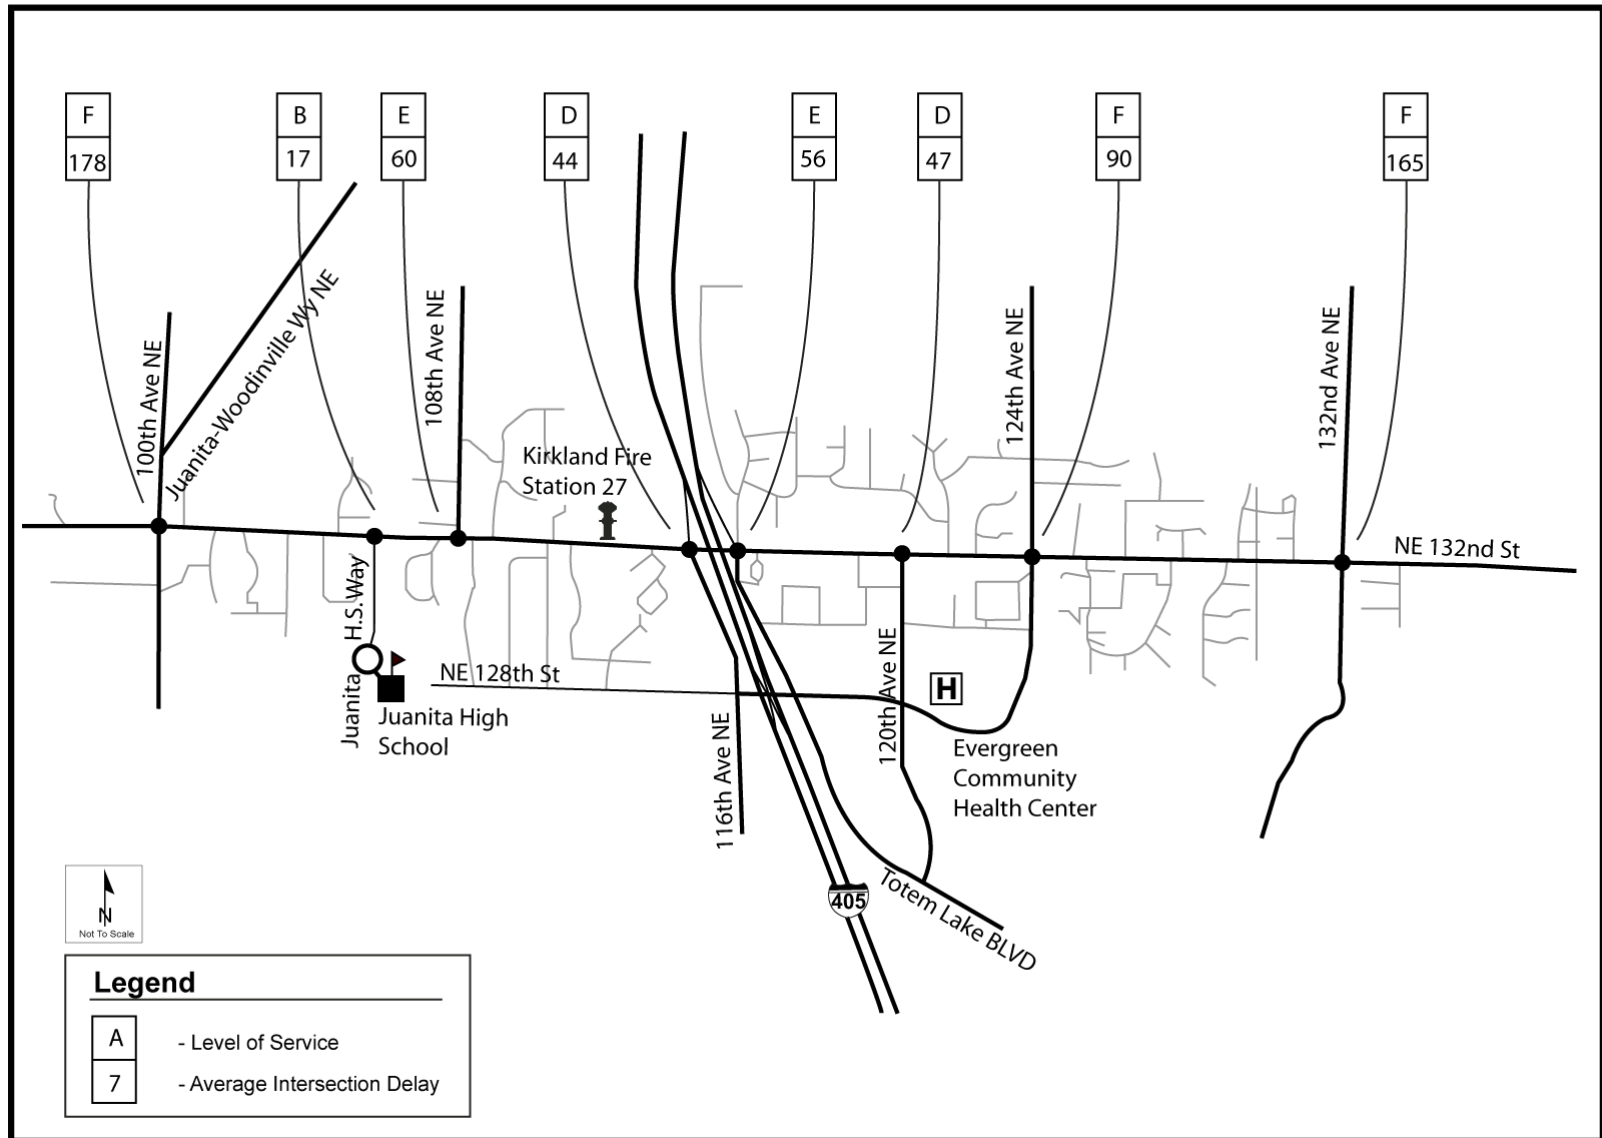 F
178
B
17
E
60
D
44
E
56
D
47
F
90
F
165
100th Ave NE
Juanita-Woodinville Wy NE
108th Ave NE
124th Ave NE
132nd Ave NE
Kirkland Fire
Station 27
NE 132nd St
Juanita H.S. Way
NE 128th St
Juanita High
School
116th Ave NE
120th Ave NE
H
Evergreen
Community
Health Center
405
Totem Lake BLVD
N
Not To Scale
Legend
A
- Level of Service
7
- Average Intersection Delay